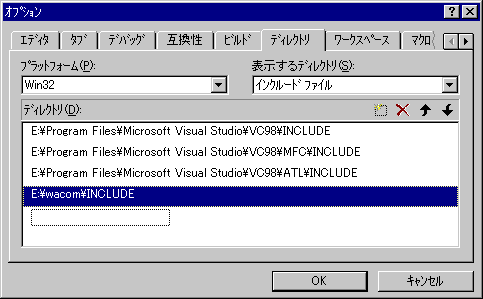 ｵﾌﾟｼｮﾝ
ｴﾃﾞｨﾀ ﾀﾌﾞ ﾃﾞﾊﾞｯｸﾞ 互換性 ﾋﾞﾙﾄﾞ ﾃﾞｨﾚｸﾄﾘ ﾜｰｸｽﾍﾟｰｽ ﾏｸﾛ
ﾌﾟﾗｯﾄﾌｫｰﾑ(P): 表示するﾃﾞｨﾚｸﾄﾘ(S):
Win32 ｲﾝｸﾙｰﾄﾞ ﾌｧｲﾙ
ﾃﾞｨﾚｸﾄﾘ(D):
E:¥Program Files¥Microsoft Visual Studio¥VC98¥INCLUDE
E:¥Program Files¥Microsoft Visual Studio¥VC98¥MFC¥INCLUDE
E:¥Program Files¥Microsoft Visual Studio¥VC98¥ATL¥INCLUDE
E:¥wacom¥INCLUDE
OK ｷｬﾝｾﾙ